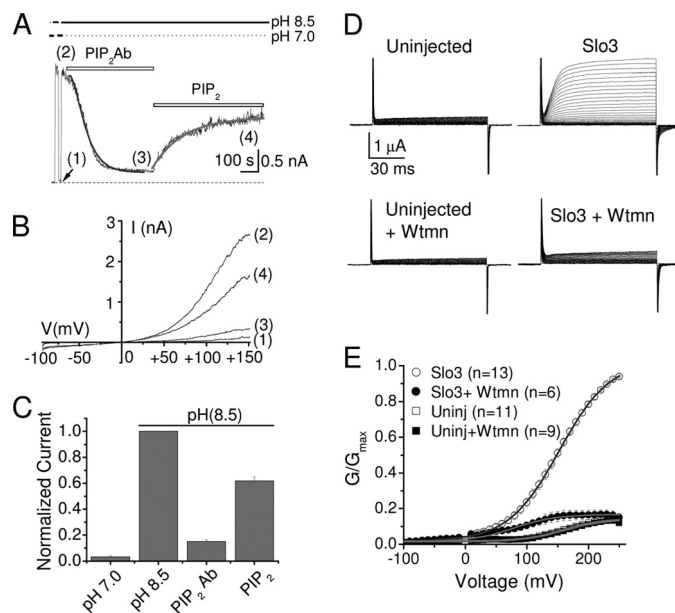 A
pH 8.5
pH 7.0
(2)
PIP2Ab
PIP2
(1)
(3)
(4)
100 s
0.5 nA
B
I (nA)
3
2
1
0
V(mV)
-100
-50
0
+50
+100
+150
(2)
(4)
(3)
(1)
C
pH(8.5)
Normalized Current
1.0
0.8
0.6
0.4
0.2
0.0
pH 7.0
pH 8.5
PIP2 Ab
PIP2
D
Uninjected
Slo3
1 µA
30 ms
Uninjected
+ Wtmn
Slo3 + Wtmn
E
G/Gmax
1.0
0.8
0.6
0.4
0.2
0.0
Slo3 (n=13)
Slo3+ Wtmn (n=6)
Uninj (n=11)
Uninj+Wtmn (n=9)
-100
0
100
200
Voltage (mV)